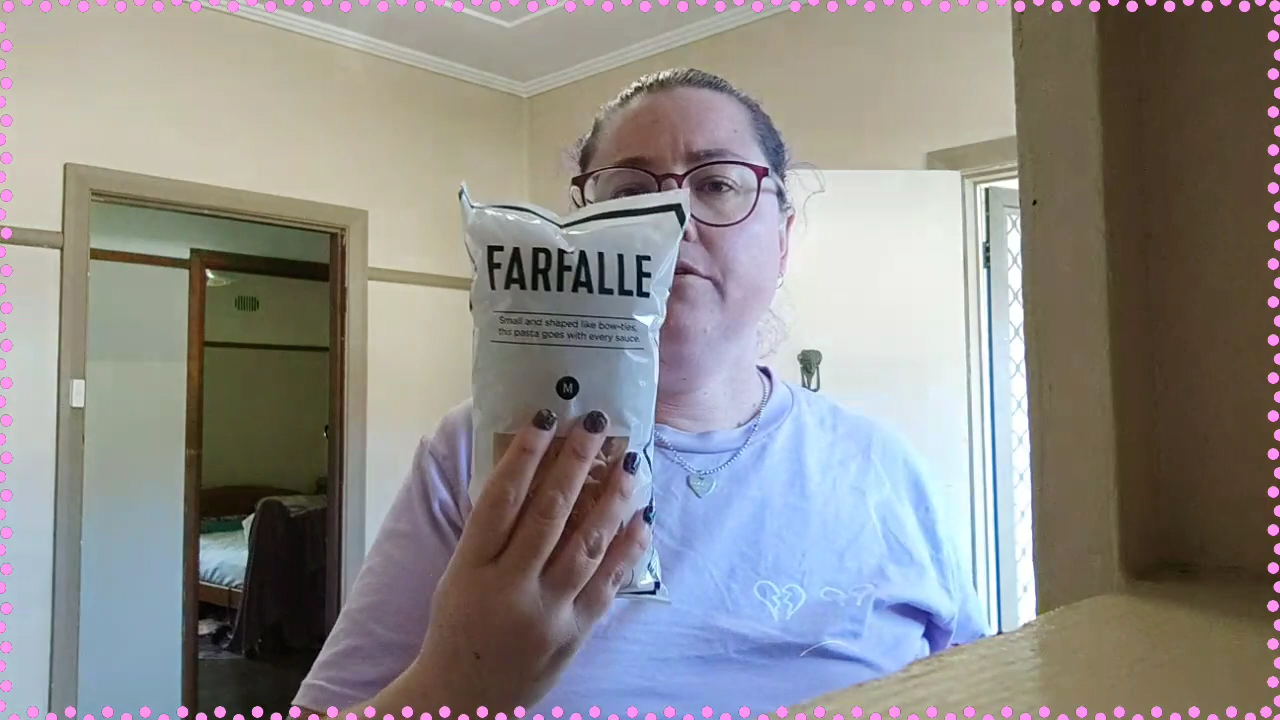 FARFALLE
Small and shaped like bow-ties,
this pasta goes with every sauce.
M